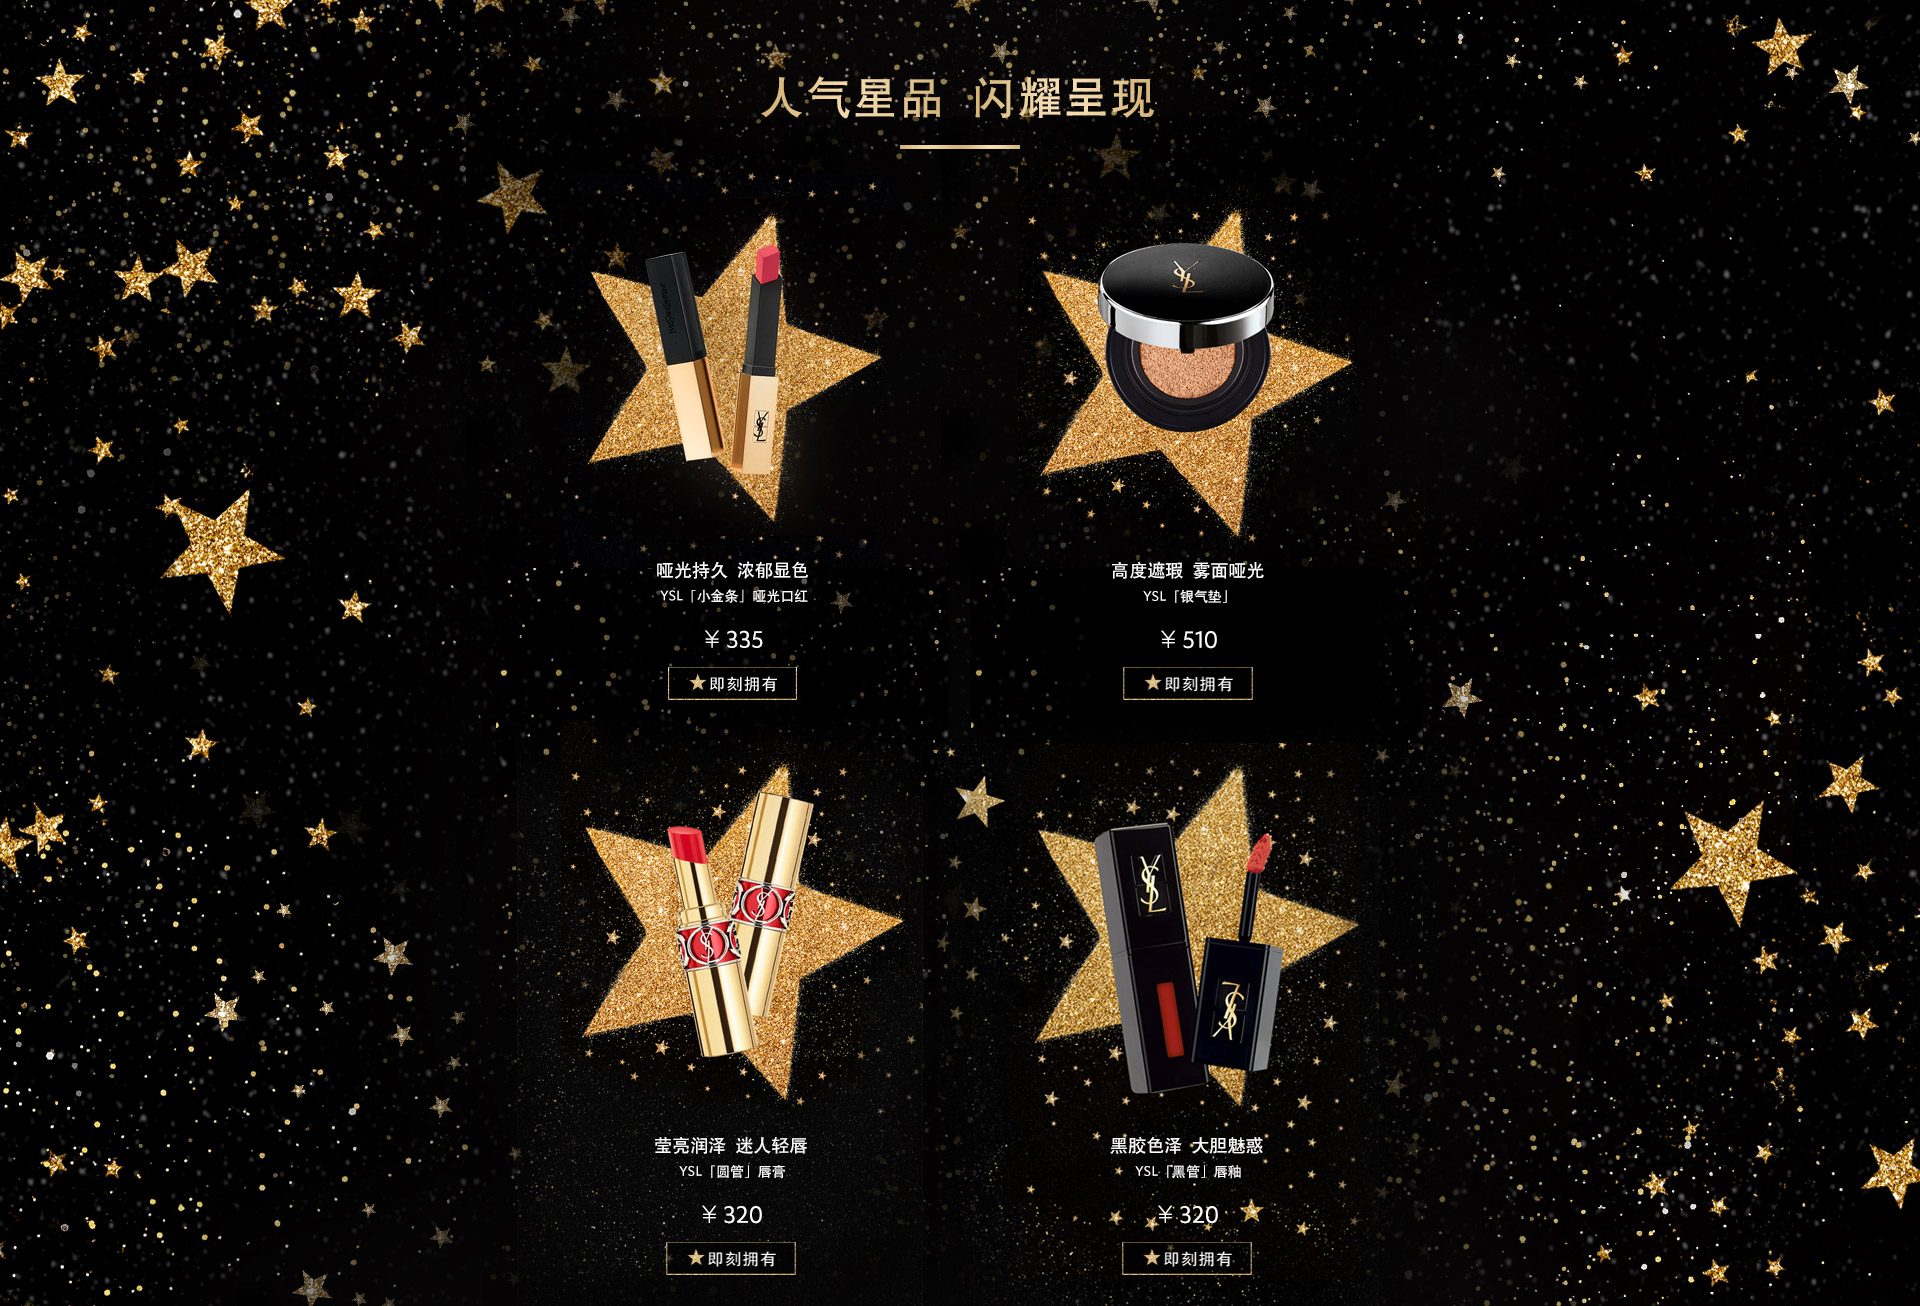 人气星品 闪耀呈现
YSL
哑光持久 浓郁显色
YSL「小金条」哑光口红
￥335
★即刻拥有
YSL
高度遮瑕 雾面哑光
YSL「银气垫」
￥510
★即刻拥有
莹亮润泽 迷人轻唇
YSL「圆管」唇膏
￥320
★即刻拥有
YSL
YSL
黑胶色泽 大胆魅惑
YSL「黑管」唇釉
￥320
★即刻拥有